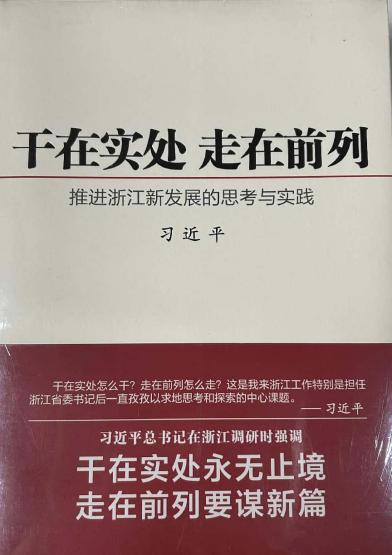 干在实处 走在前列
推进浙江新发展的思考与实践
习近平
干在实处怎么干？走在前列怎么走？这是我来浙江工作特别是担任
浙江省委书记后一直孜孜以求地思考和探索的中心课题。
——习近平
习近平总书记在浙江调研时强调
干在实处永无止境
走在前列要谋新篇